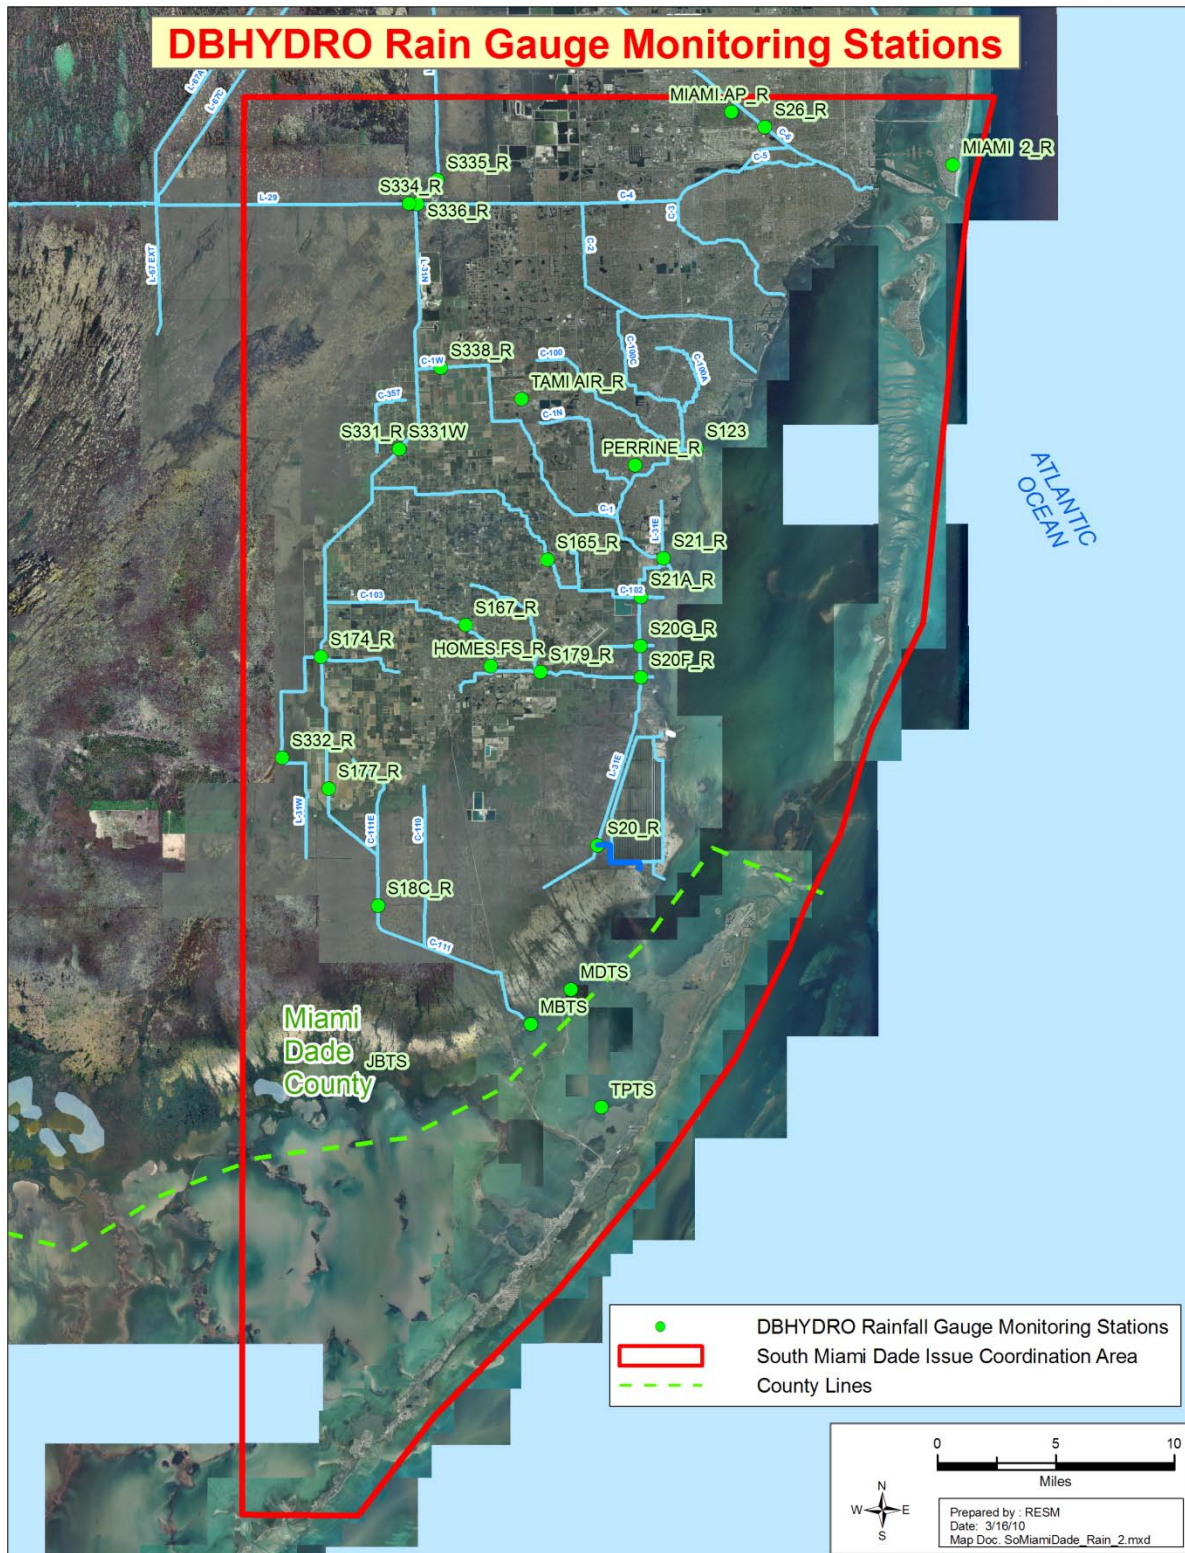 DBHYDRO Rain Gauge Monitoring Stations
L-67A
L-67C
MIAMI.AP_R
S26_R
C-6
C-5
MIAMI 2_R
S335_R
S334_R
S336_R
L-29
C-4
C-3
C-2
L-67 EXT
L-31N
S338_R
C-1W
C-100
C-100C
C-100A
TAMI AIR_R
C-357
C-1N
S331_R
S331W
S123
PERRINE_R
ATLANTIC
OCEAN
C-1
L-31E
S165_R
S21_R
S21A_R
C-102
C-103
S167_R
S174_R
HOMES.FS_R
S179_R
S20G_R
S20F_R
S332_R
S177_R
L-31W
C-111E
C-110
L-31E
S20_R
S18C_R
C-111
MDTS
MBTS
Miami
Dade
County
JBTS
TPTS
DBHYDRO Rainfall Gauge Monitoring Stations
South Miami Dade Issue Coordination Area
County Lines
0 5 10
Miles
N
W E
S
Prepared by : RESM
Date: 3/16/10
Map Doc. SoMiamiDade_Rain_2.mxd